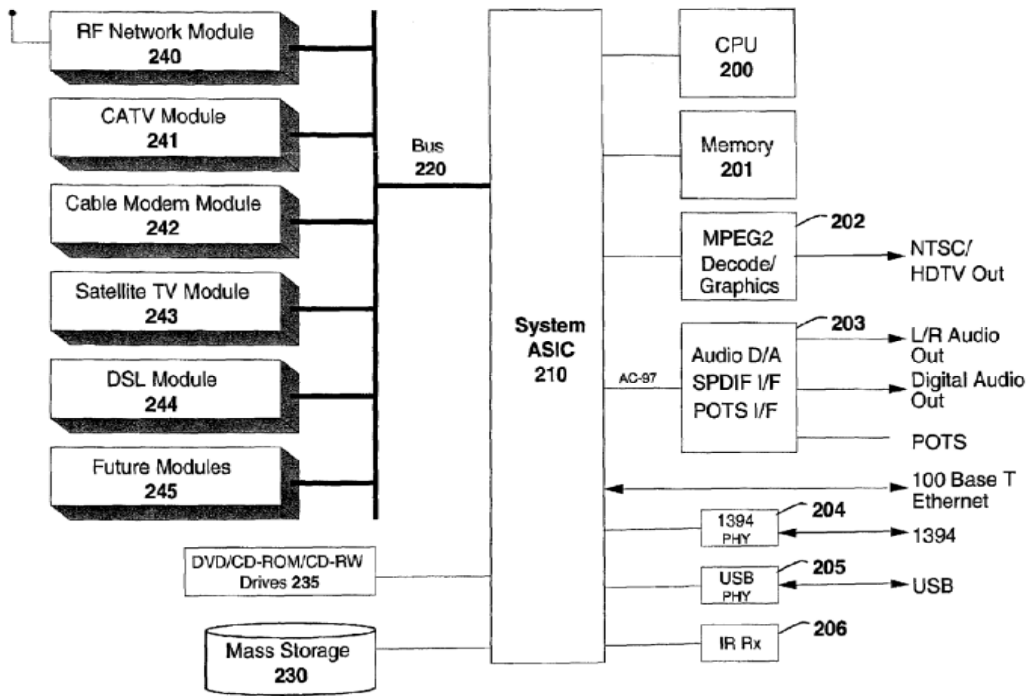 RF Network Module
240
CATV Module
241
Cable Modem Module
242
Satellite TV Module
243
DSL Module
244
Future Modules
245
DVD/CD-ROM/CD-RW
Drives 235
Mass Storage
230
Bus
220
System
ASIC
210
CPU
200
Memory
201
MPEG2
Decode/
Graphics
202
NTSC/
HDTV Out
AC-97
Audio D/A
SPDIF I/F
POTS I/F
203
L/R Audio
Out
Digital Audio
Out
POTS
100 Base T
Ethernet
1394
PHY
204
1394
USB
PHY
205
USB
IR Rx
206